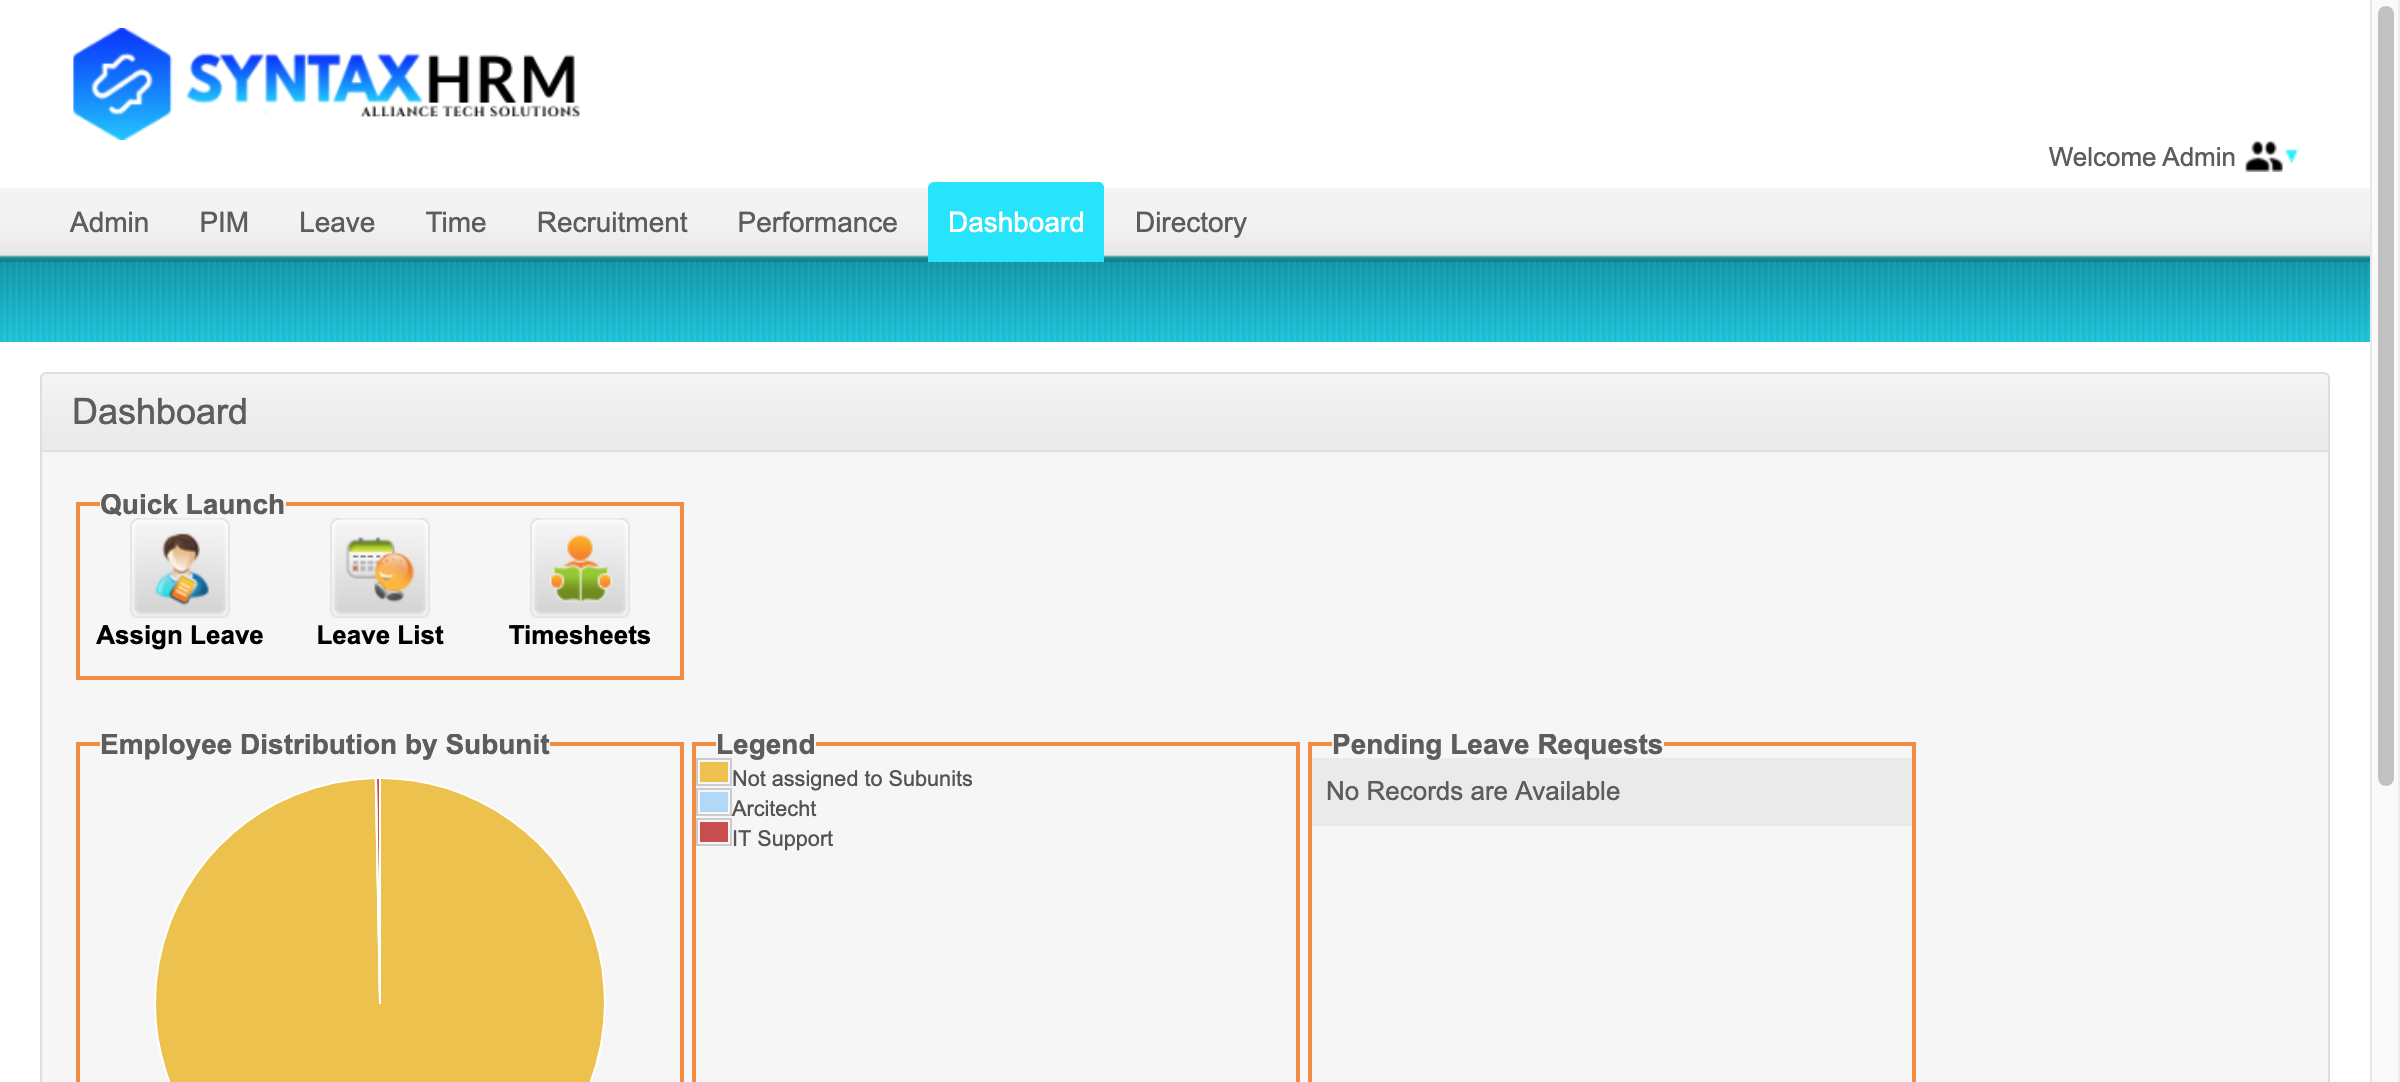 SYNTAXHRM
ALLIANCE TECH SOLUTIONS
Welcome Admin
Admin PIM Leave Time Recruitment Performance Dashboard Directory
Dashboard
Quick Launch
Assign Leave Leave List Timesheets
Employee Distribution by Subunit
Legend
Not assigned to Subunits
Arcitecht
IT Support
Pending Leave Requests
No Records are Available